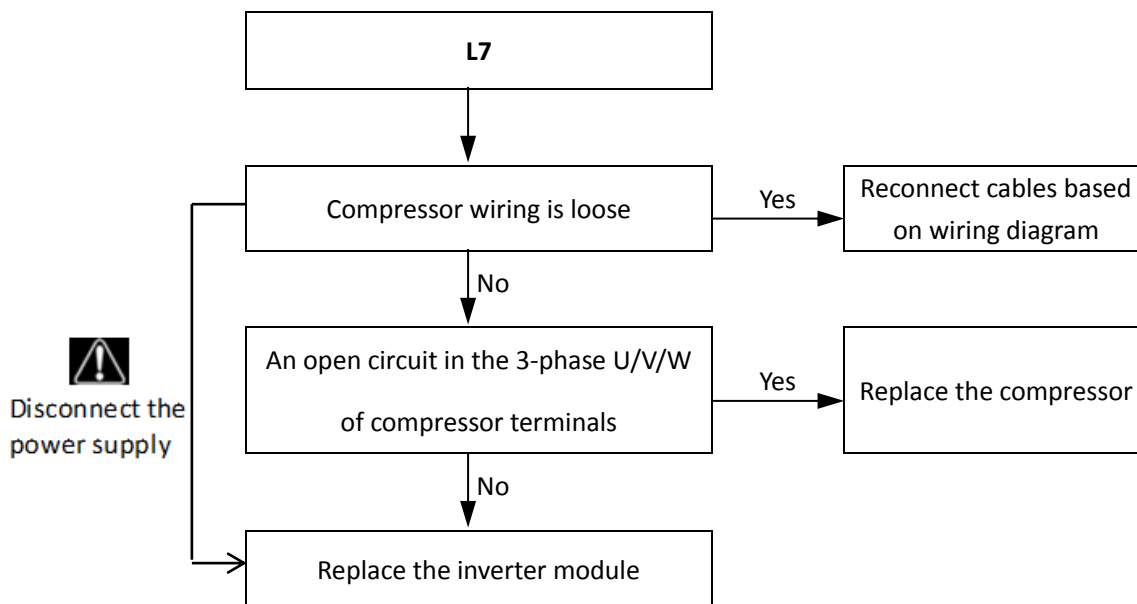 L7
Compressor wiring is loose
Yes
Reconnect cables based
on wiring diagram
No
An open circuit in the 3-phase U/V/W
of compressor terminals
Yes
Replace the compressor
Disconnect the
power supply
No
Replace the inverter module